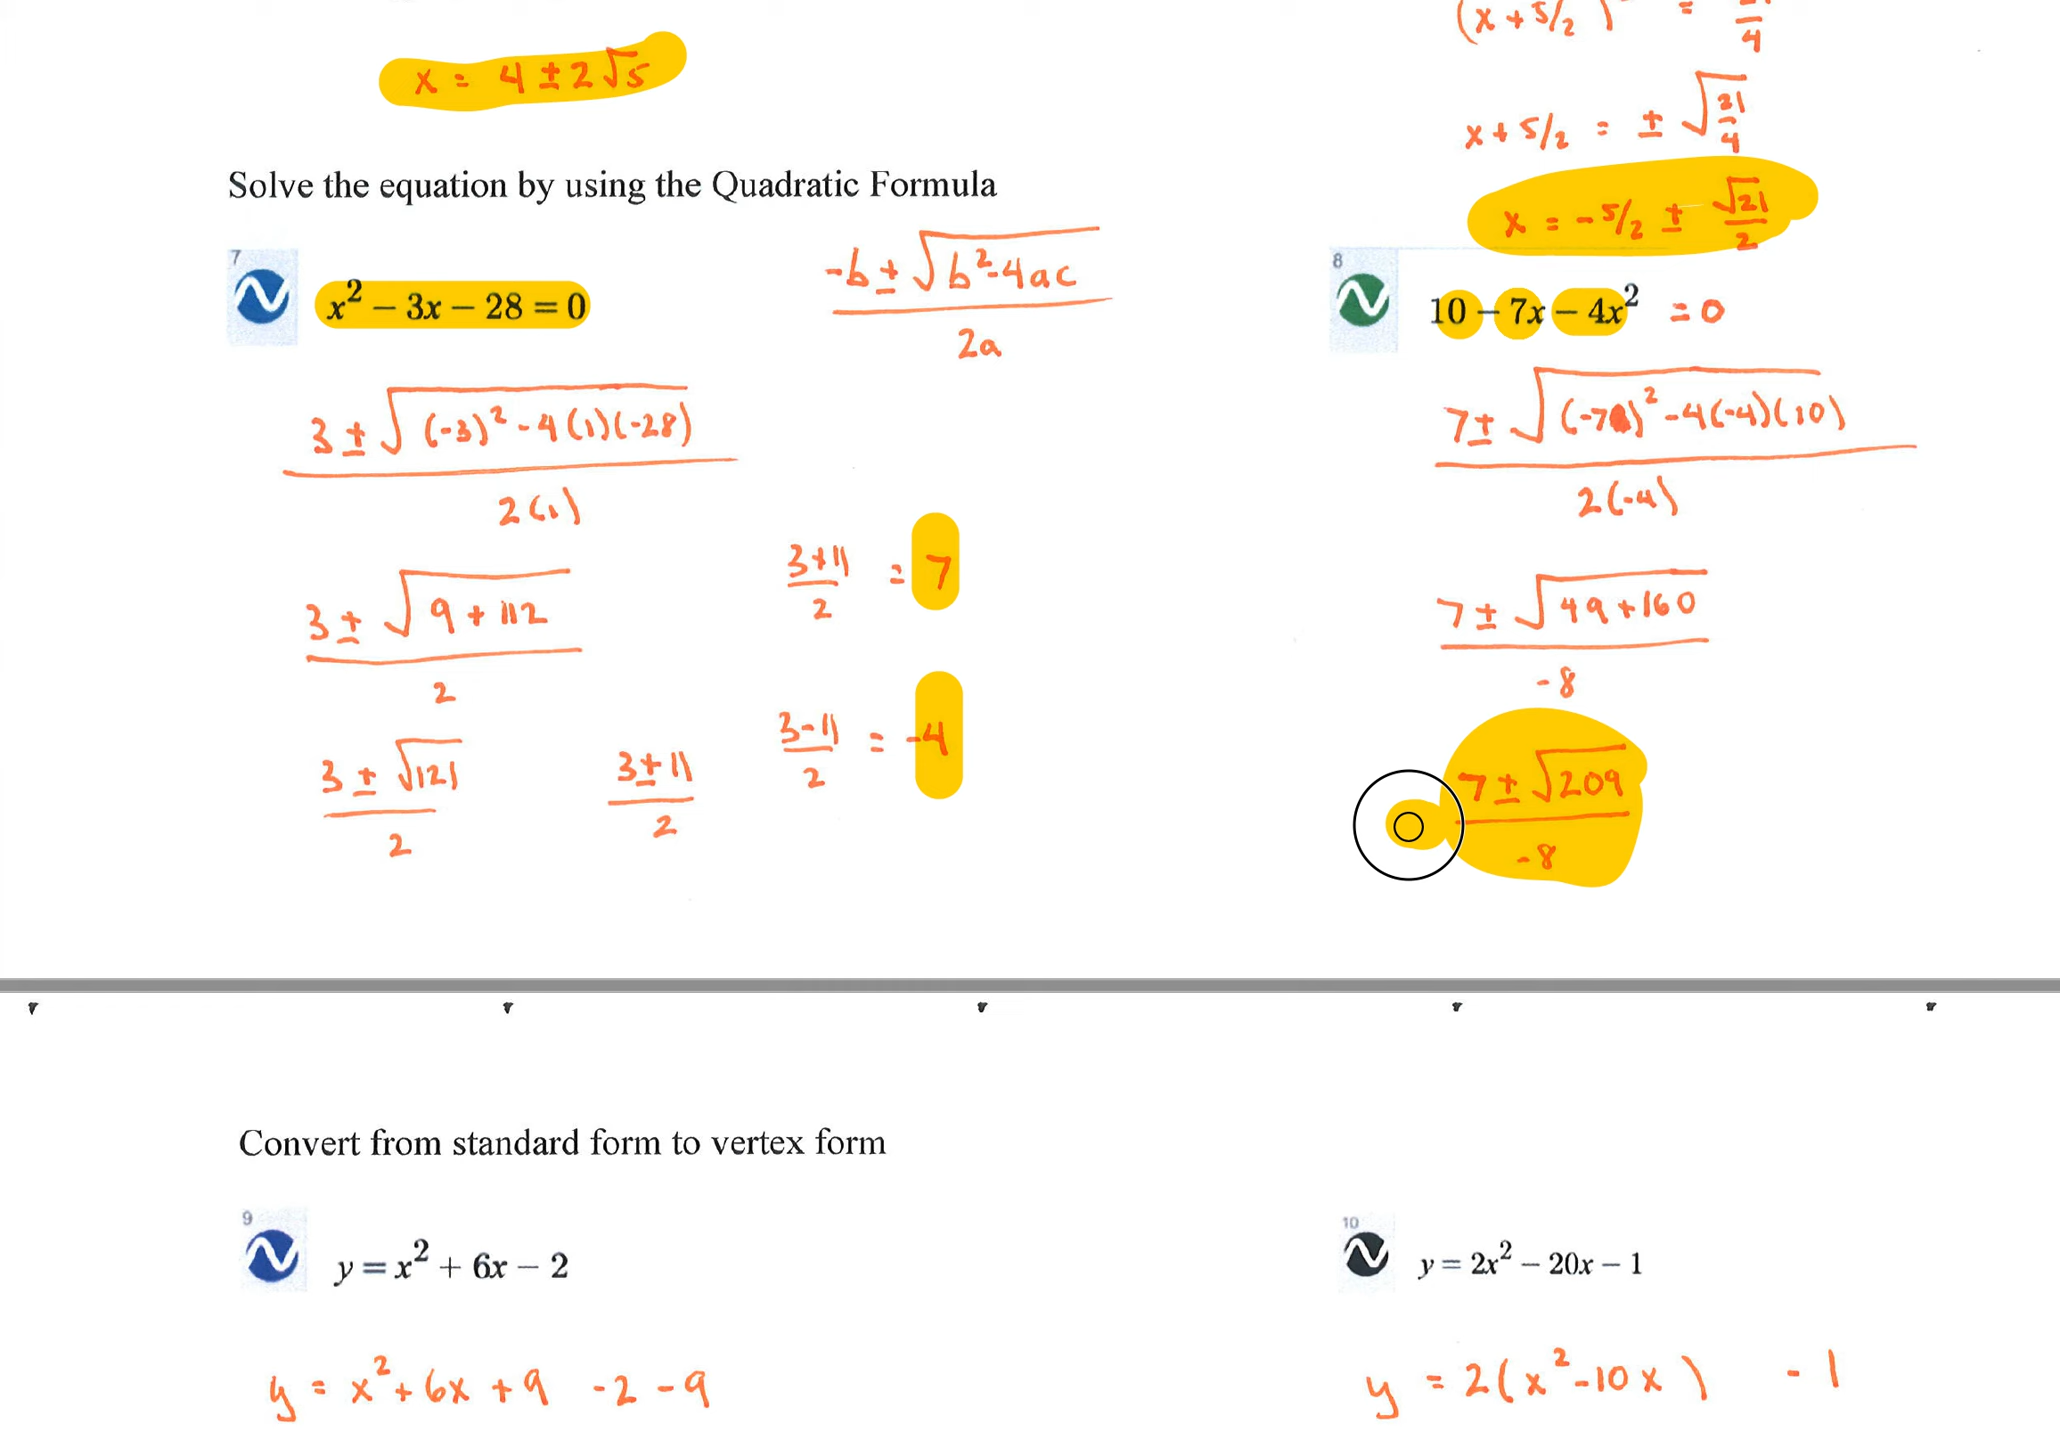 (x + 5/2)² = 21/4
x = 4 ± 2√5
x + 5/2 = ± √(21/4)
x = -5/2 ± √21/2
Solve the equation by using the Quadratic Formula
-b ± √(b² - 4ac)
2a
7
x² − 3x − 28 = 0
3 ± √((-3)² - 4(1)(-28))
2(1)
3 ± √(9 + 112)
2
3 ± √121
2
3 ± 11
2
3 + 11
2
= 7
3 - 11
2
= -4
8
10 − 7x − 4x² = 0
7 ± √((-7)² - 4(-4)(10))
2(-4)
7 ± √(49 + 160)
-8
7 ± √209
-8
Convert from standard form to vertex form
9
y = x² + 6x − 2
y = x² + 6x + 9 - 2 - 9
10
y = 2x² − 20x − 1
y = 2(x² - 10x ) - 1